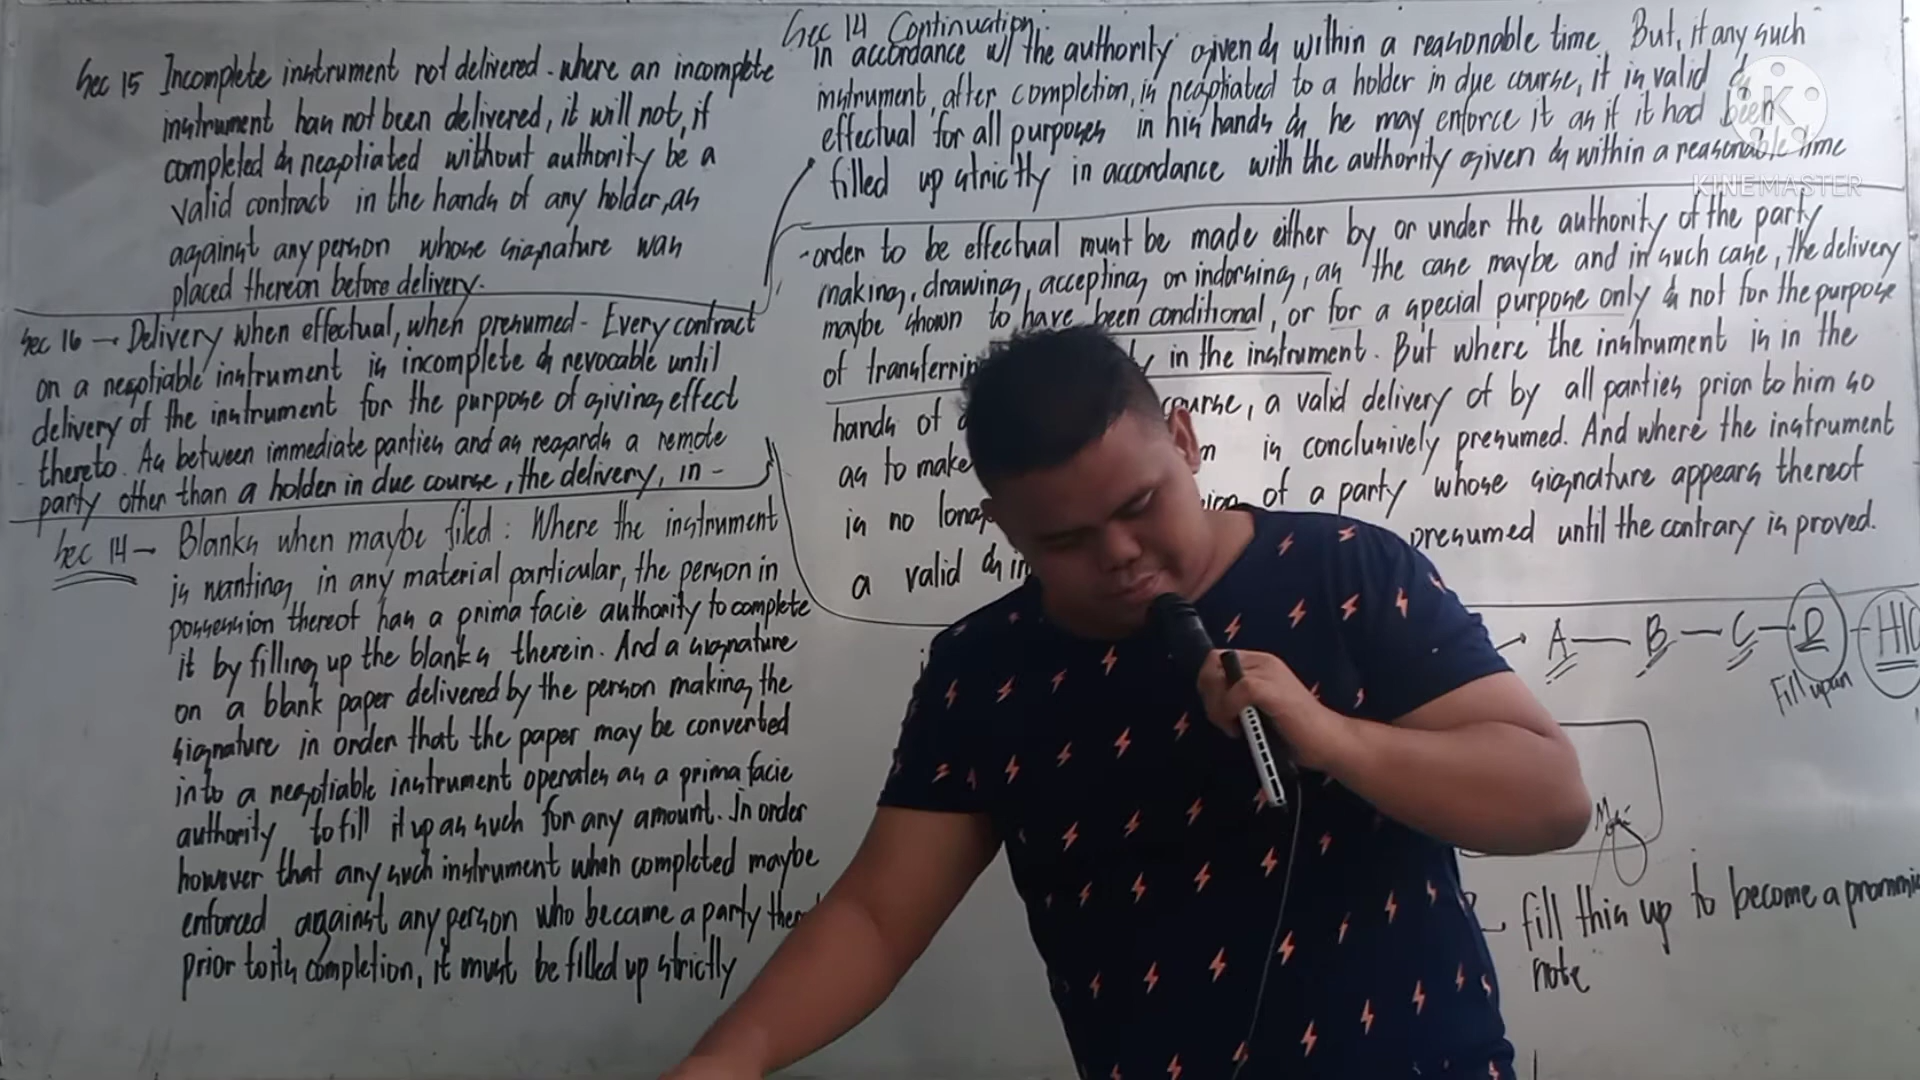 Sec 15 Incomplete instrument not delivered - where an incomplete
instrument has not been delivered, it will not, if
completed & negotiated without authority be a
valid contract in the hands of any holder, as
against any person whose signature was
placed thereon before delivery.
Sec 16 - Delivery when effectual, when presumed - Every contract
on a negotiable instrument is incomplete & revocable until
delivery of the instrument for the purpose of giving effect
thereto. As between immediate parties and as regards a remote
party other than a holder in due course, the delivery, in -
Sec 14 - Blanks when maybe filed: Where the instrument
is wanting in any material particular, the person in
possession thereof has a prima facie authority to complete
it by filling up the blanks therein. And a signature
on a blank paper delivered by the person making the
signature in order that the paper may be converted
into a negotiable instrument operates as a prima facie
authority to fill it up as such for any amount. In order
however that any such instrument when completed maybe
enforced against any person who became a party
prior to its completion, it must be filled up strictly
Sec 14 Continuation:
in accordance w/ the authority given & within a reasonable time. But, if any such
instrument, after completion, is negotiated to a holder in due course, it is valid &
effectual for all purposes in his hands & he may enforce it as if it had been
filled up strictly in accordance with the authority given & within a reasonable time
KINEMASTER
-order to be effectual must be made either by or under the authority of the party
making, drawing, accepting or indorsing, as the case maybe and in such case, the delivery
maybe shown to have been conditional, or for a special purpose only & not for the purpose
of in the instrument. But where the instrument is in the
hands of course, a valid delivery of by all parties prior to him so
as to make is conclusively presumed. And where the instrument
is no of a party whose signature appears thereof
a valid & presumed until the contrary is proved.
A - B - C - D - HI
Fill upan
fill this up to become a
note